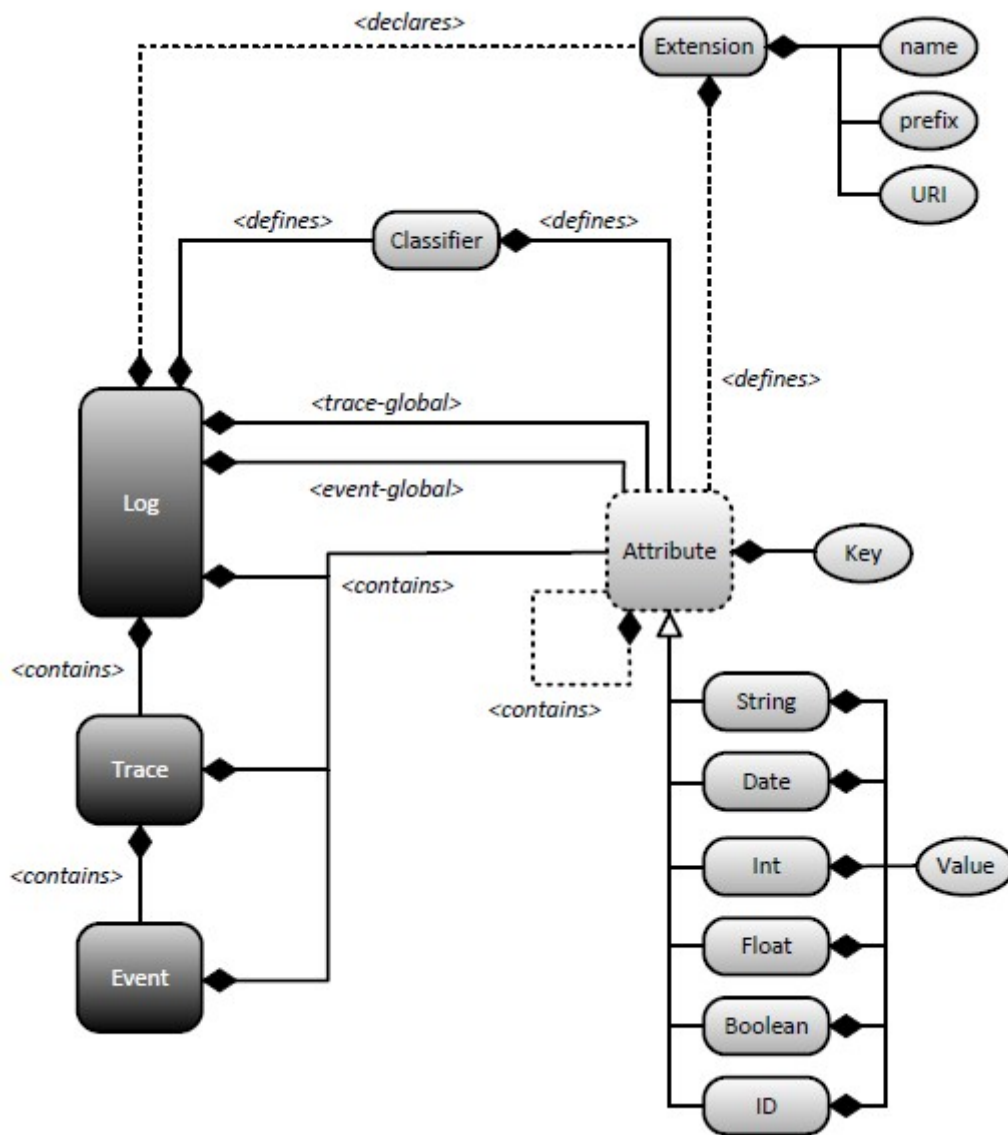 <declares>
Extension
name
prefix
URI
<defines>
Classifier
<defines>
<defines>
<trace-global>
<event-global>
Log
Attribute
Key
<contains>
<contains>
<contains>
String
Trace
Date
<contains>
Int
Value
Float
Event
Boolean
ID